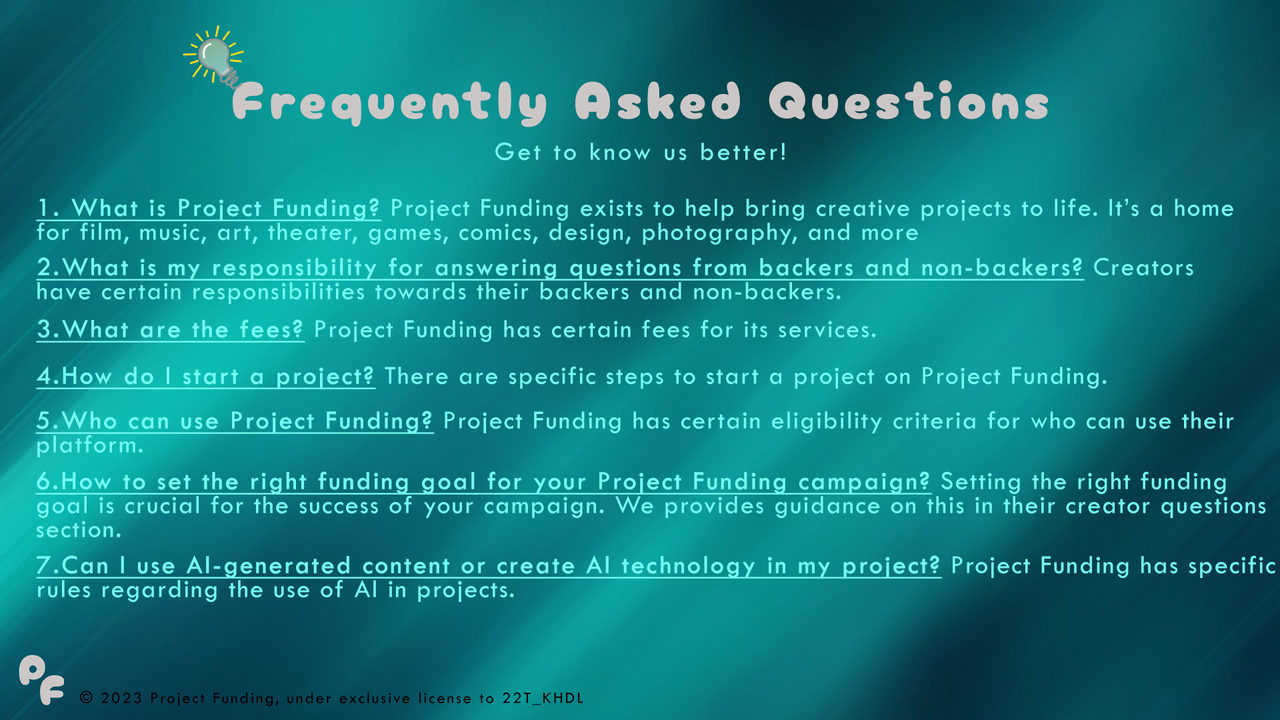 Frequently Asked Questions
Get to know us better!
1. What is Project Funding? Project Funding exists to help bring creative projects to life. It's a home
for film, music, art, theater, games, comics, design, photography, and more
2.What is my responsibility for answering questions from backers and non-backers? Creators
have certain responsibilities towards their backers and non-backers.
3.What are the fees? Project Funding has certain fees for its services.
4.How do I start a project? There are specific steps to start a project on Project Funding.
5.Who can use Project Funding? Project Funding has certain eligibility criteria for who can use their
platform.
6.How to set the right funding goal for your Project Funding campaign? Setting the right funding
goal is crucial for the success of your campaign. We provides guidance on this in their creator questions
section.
7.Can I use AI-generated content or create AI technology in my project? Project Funding has specific
rules regarding the use of AI in projects.
PF
© 2023 Project Funding, under exclusive license to 22T_KHDL